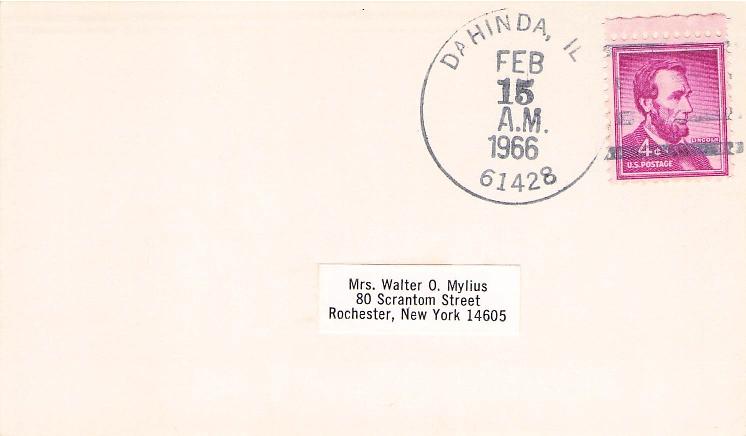 DAHINDA, IL
FEB
15
A.M.
1966
61428
LINCOLN
4¢
U.S. POSTAGE
Mrs. Walter O. Mylius
80 Scrantom Street
Rochester, New York 14605